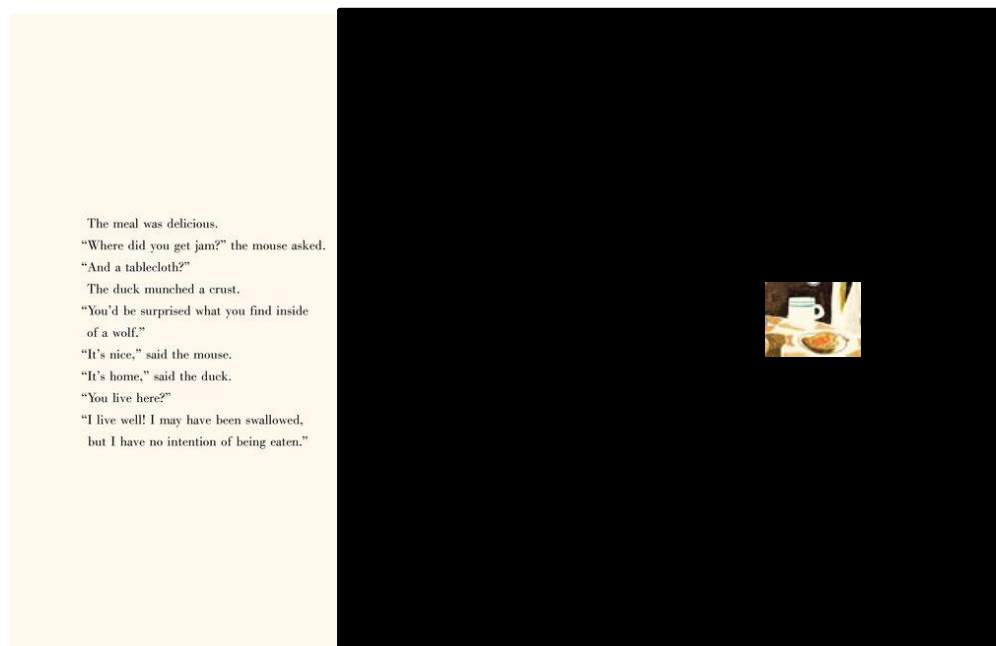 The meal was delicious.
“Where did you get jam?” the mouse asked.
“And a tablecloth?”
The duck munched a crust.
“You’d be surprised what you find inside
of a wolf.”
“It’s nice,” said the mouse.
“It’s home,” said the duck.
“You live here?”
“I live well! I may have been swallowed,
but I have no intention of being eaten.”